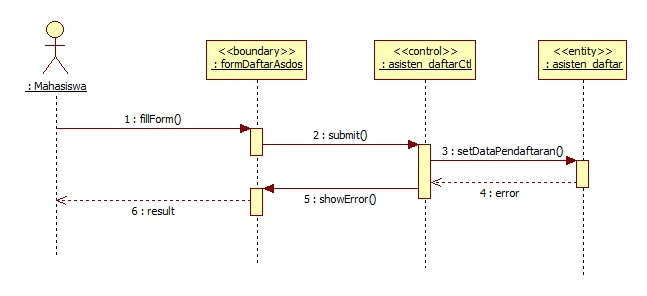 <<boundary>>
: formDaftarAsdos
<<control>>
: asisten_daftarCtl
<<entity>>
: asisten_daftar
: Mahasiswa
1 : fillForm()
2 : submit()
3 : setDataPendaftaran()
4 : error
5 : showError()
6 : result